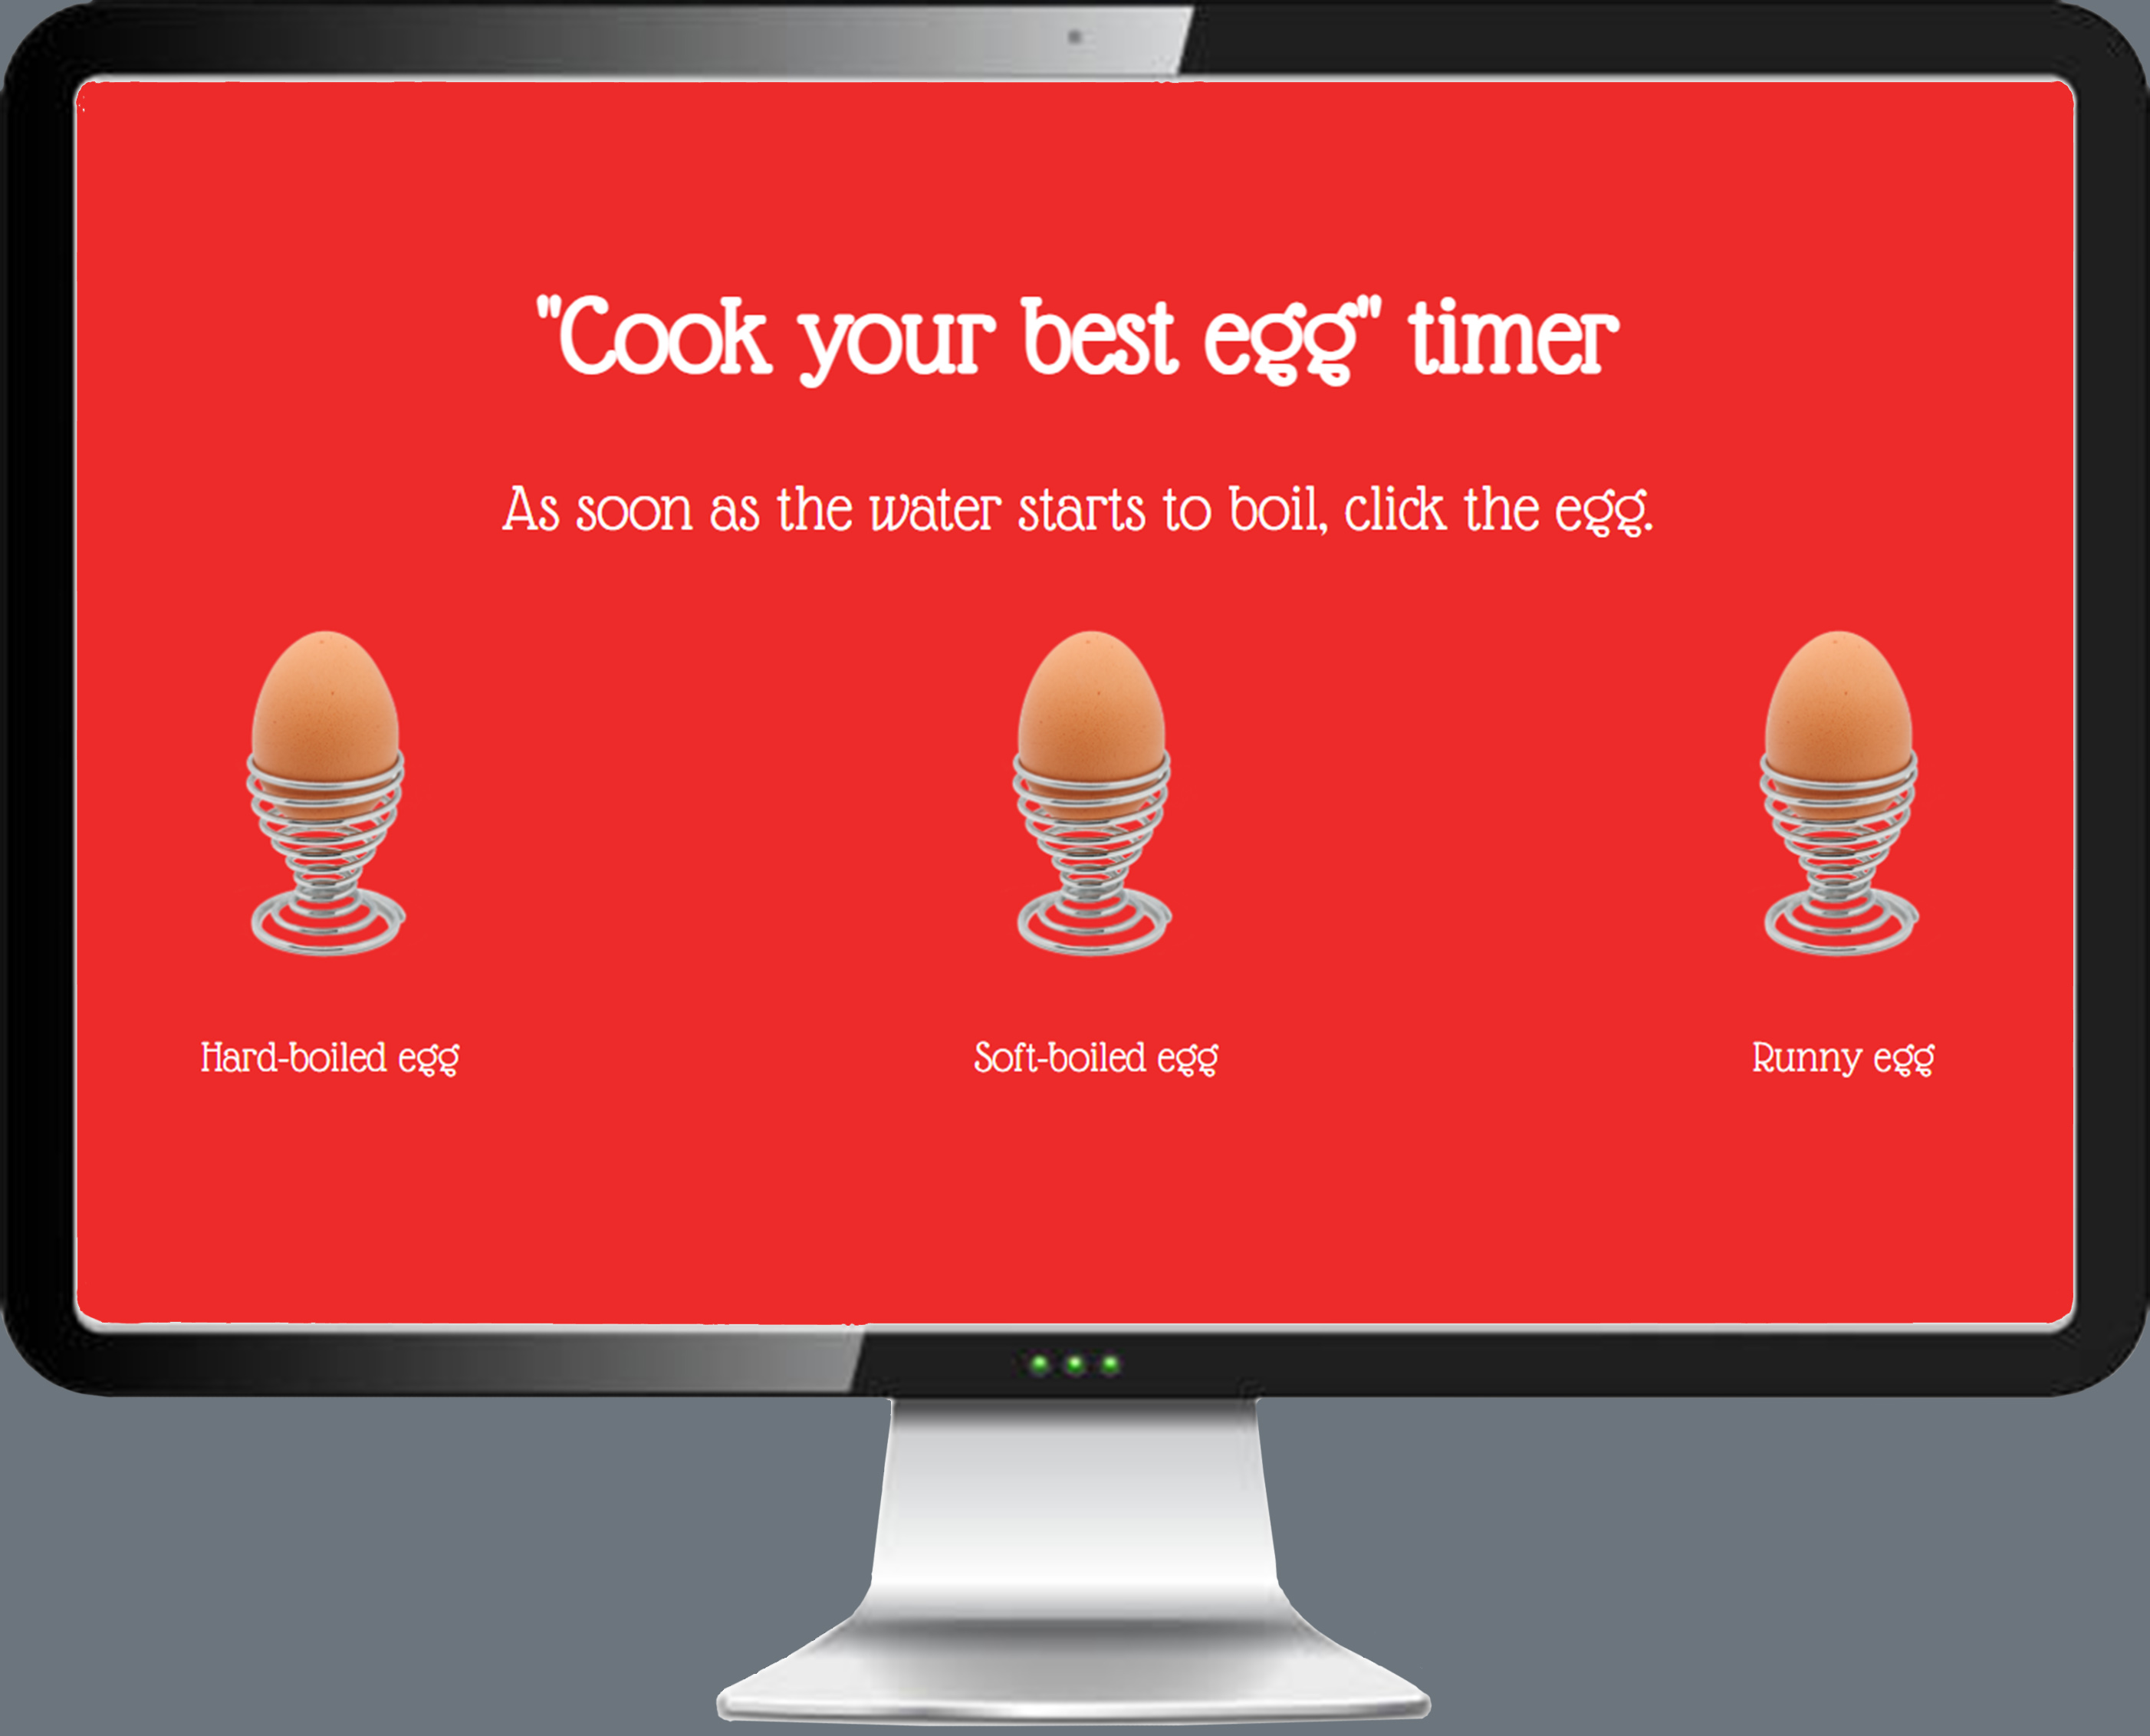 "Cook your best egg" timer
As soon as the water starts to boil, click the egg.
Hard-boiled egg
Soft-boiled egg
Runny egg